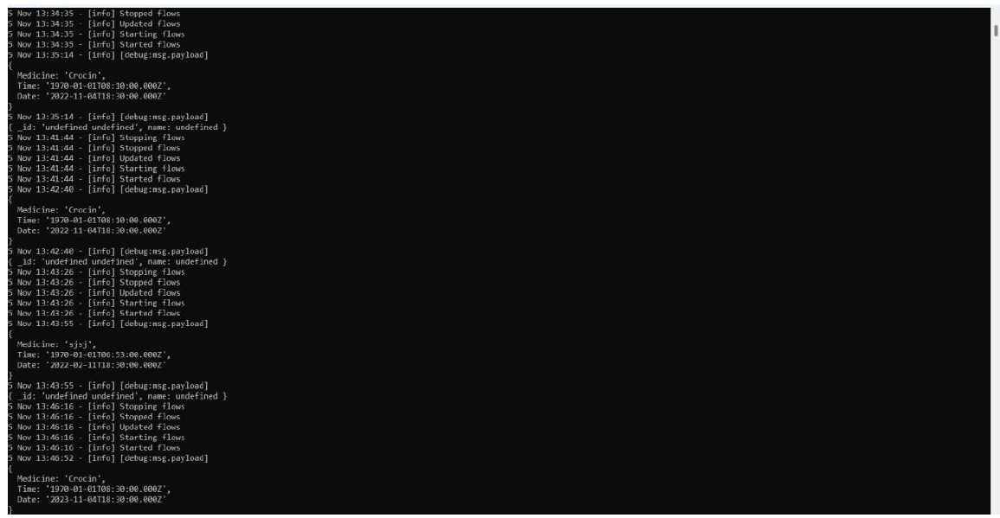 5 Nov 13:34:35 - [info] Stopped flows
5 Nov 13:34:35 - [info] Updated flows
5 Nov 13:34:35 - [info] Starting flows
5 Nov 13:34:35 - [info] Started flows
5 Nov 13:35:14 - [info] [debug:msg.payload]
{
Medicine: 'Crocin',
Time: '1970-01-01T08:10:00.000Z',
Date: '2022-11-04T18:30:00.000Z'
}
5 Nov 13:35:14 - [info] [debug:msg.payload]
{ _id: 'undefined undefined', name: undefined }
5 Nov 13:41:44 - [info] Stopping flows
5 Nov 13:41:44 - [info] Stopped flows
5 Nov 13:41:44 - [info] Updated flows
5 Nov 13:41:44 - [info] Starting flows
5 Nov 13:41:44 - [info] Started flows
5 Nov 13:42:40 - [info] [debug:msg.payload]
{
Medicine: 'Crocin',
Time: '1970-01-01T08:10:00.000Z',
Date: '2022-11-04T18:30:00.000Z'
}
5 Nov 13:42:40 - [info] [debug:msg.payload]
{ _id: 'undefined undefined', name: undefined }
5 Nov 13:43:26 - [info] Stopping flows
5 Nov 13:43:26 - [info] Stopped flows
5 Nov 13:43:26 - [info] Updated flows
5 Nov 13:43:26 - [info] Starting flows
5 Nov 13:43:26 - [info] Started flows
5 Nov 13:43:55 - [info] [debug:msg.payload]
{
Medicine: 'sjsj',
Time: '1970-01-01T06:53:00.000Z',
Date: '2022-02-11T18:30:00.000Z'
}
5 Nov 13:43:55 - [info] [debug:msg.payload]
{ _id: 'undefined undefined', name: undefined }
5 Nov 13:46:16 - [info] Stopping flows
5 Nov 13:46:16 - [info] Stopped flows
5 Nov 13:46:16 - [info] Updated flows
5 Nov 13:46:16 - [info] Starting flows
5 Nov 13:46:16 - [info] Started flows
5 Nov 13:46:52 - [info] [debug:msg.payload]
{
Medicine: 'Crocin',
Time: '1970-01-01T08:30:00.000Z',
Date: '2023-11-04T18:30:00.000Z'
}